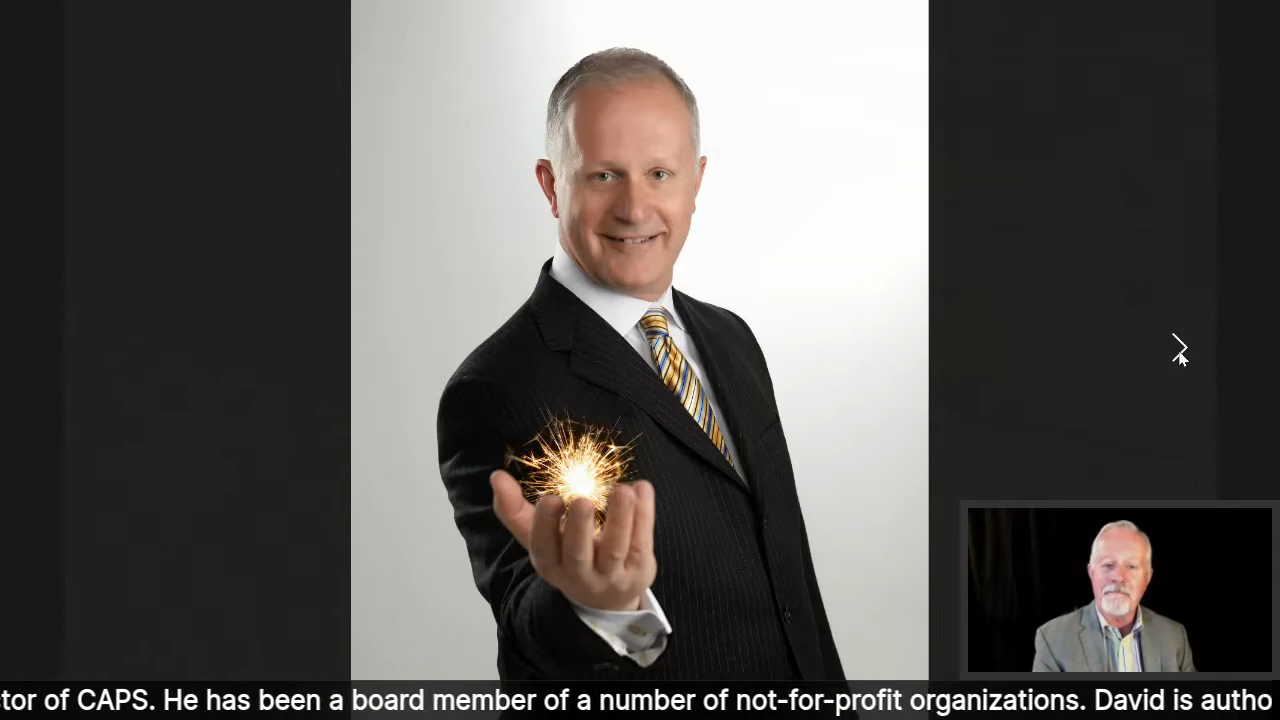 tor of CAPS. He has been a board member of a number of not-for-profit organizations. David is autho